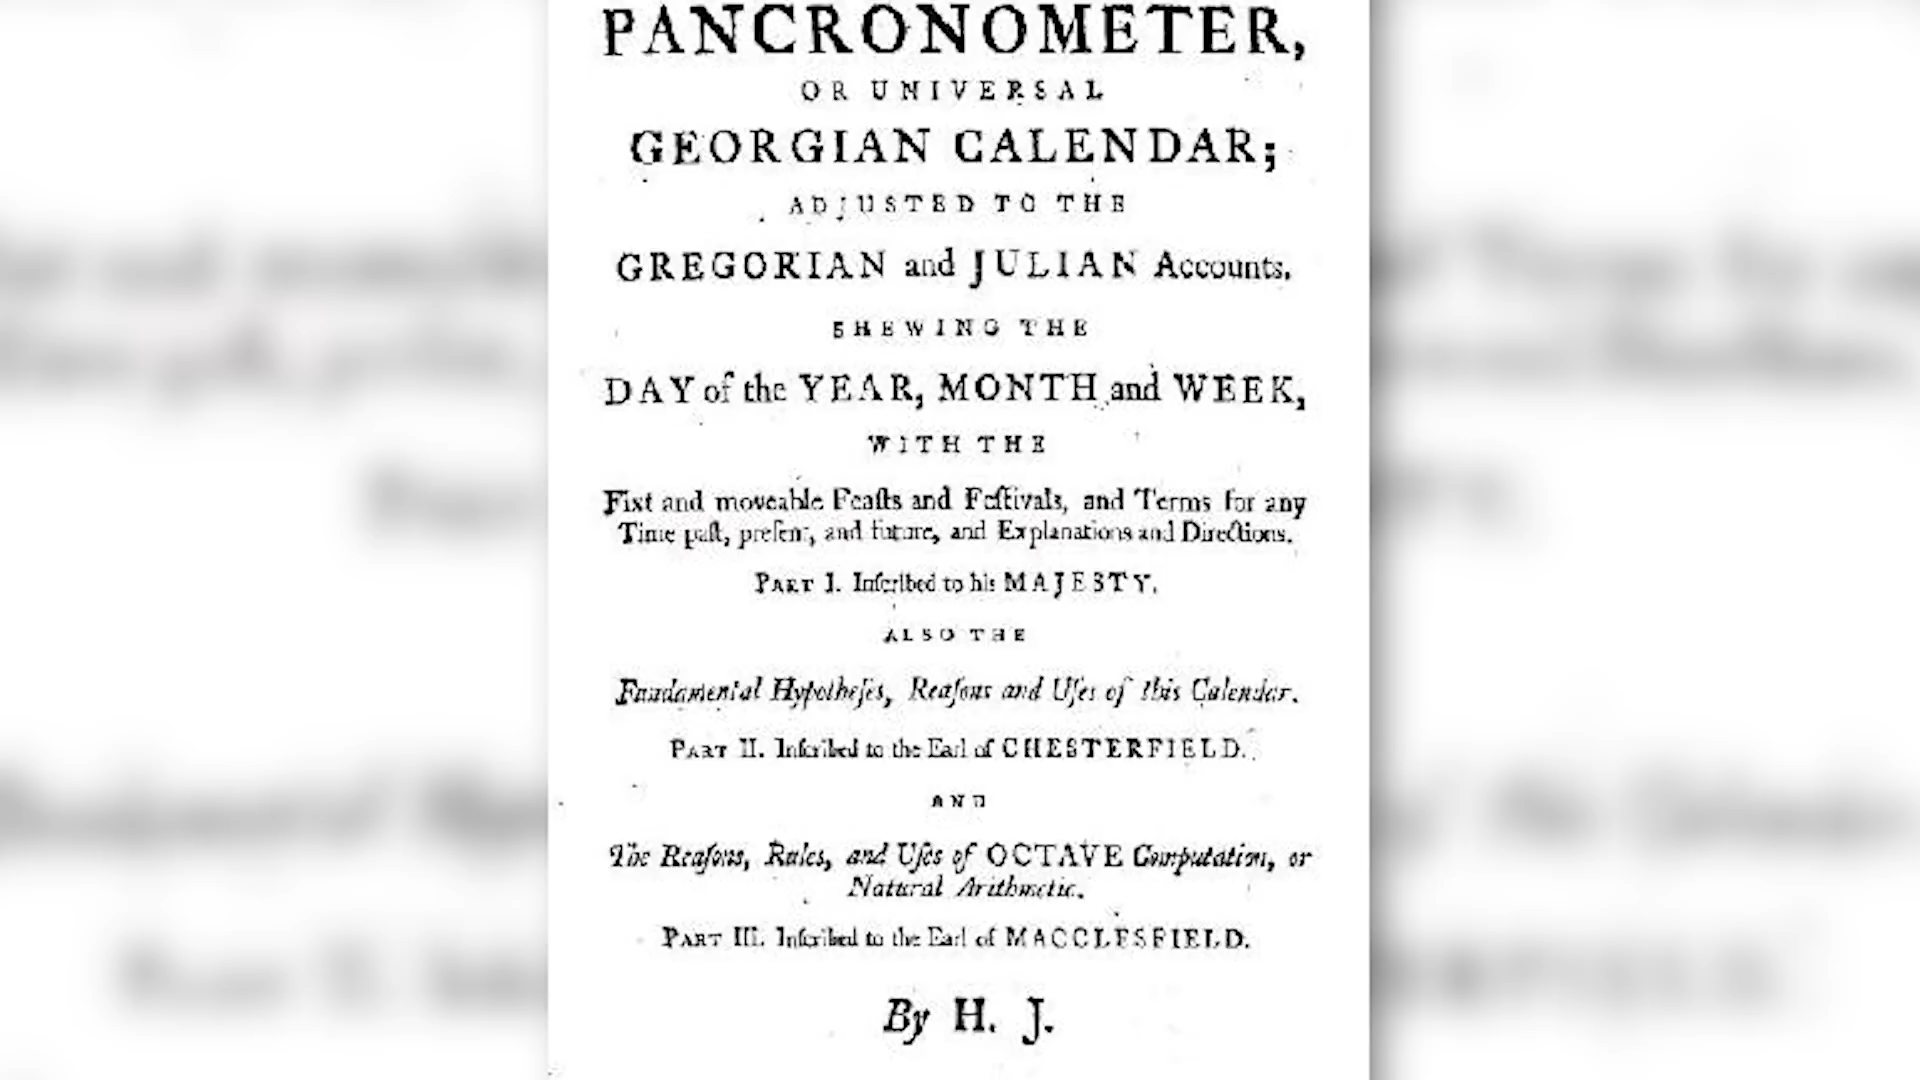 PANCRONOMETER,
OR UNIVERSAL
GEORGIAN CALENDAR;
ADJUSTED TO THE
GREGORIAN and JULIAN Accounts.
SHEWING THE
DAY of the YEAR, MONTH and WEEK,
WITH THE
Fixt and moveable Feaſts and Feſtivals, and Terms for any
Time paſt, preſent, and future, and Explanations and Directions.
PART I. Inſcribed to his MAJESTY.
ALSO THE
Fundamental Hypotheſes, Reaſons and Uſes of this Calendar.
PART II. Inſcribed to the Earl of CHESTERFIELD.
AND
The Reaſons, Rules, and Uſes of OCTAVE Computation, or
Natural Arithmetic.
PART III. Inſcribed to the Earl of MACCLESFIELD.
By H. J.